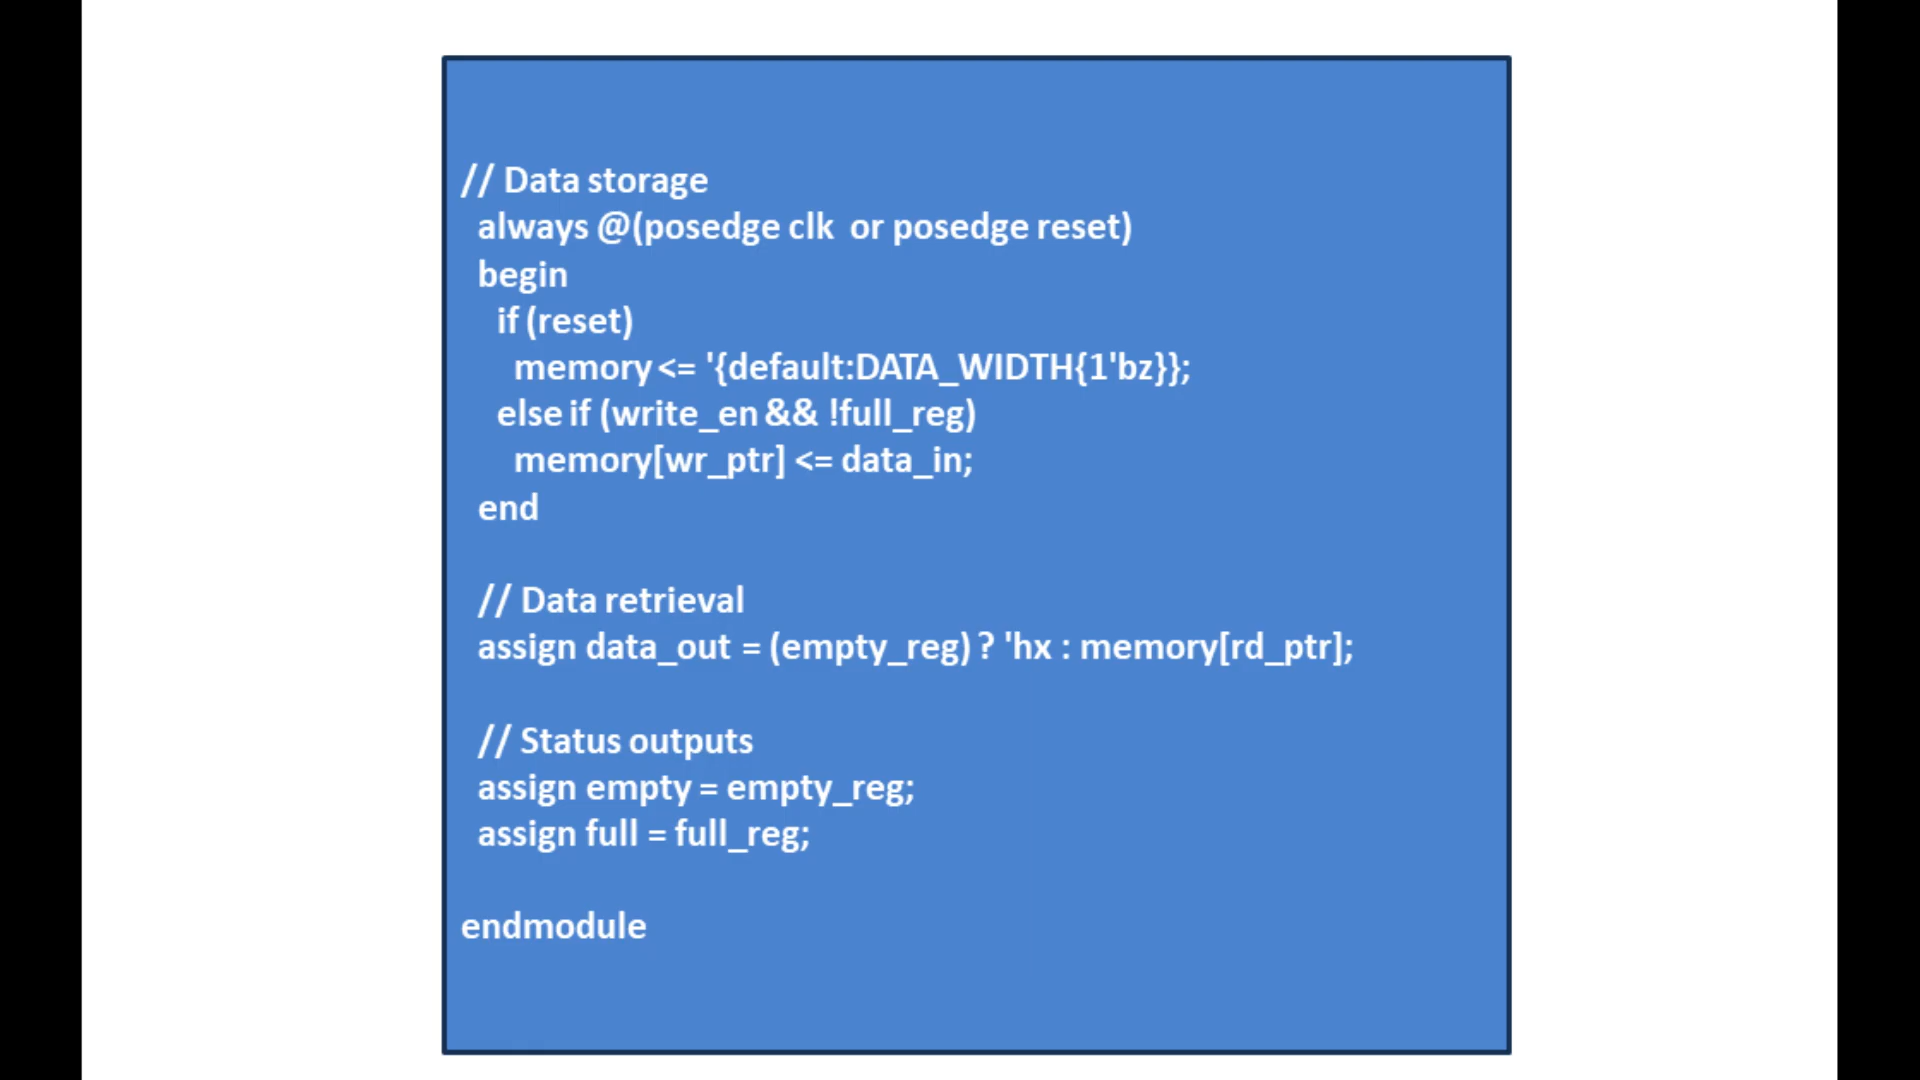 // Data storage
always @(posedge clk or posedge reset)
begin
if (reset)
memory <= '{default:DATA_WIDTH{1'bz}};
else if (write_en && !full_reg)
memory[wr_ptr] <= data_in;
end
// Data retrieval
assign data_out = (empty_reg) ? 'hx : memory[rd_ptr];
// Status outputs
assign empty = empty_reg;
assign full = full_reg;
endmodule